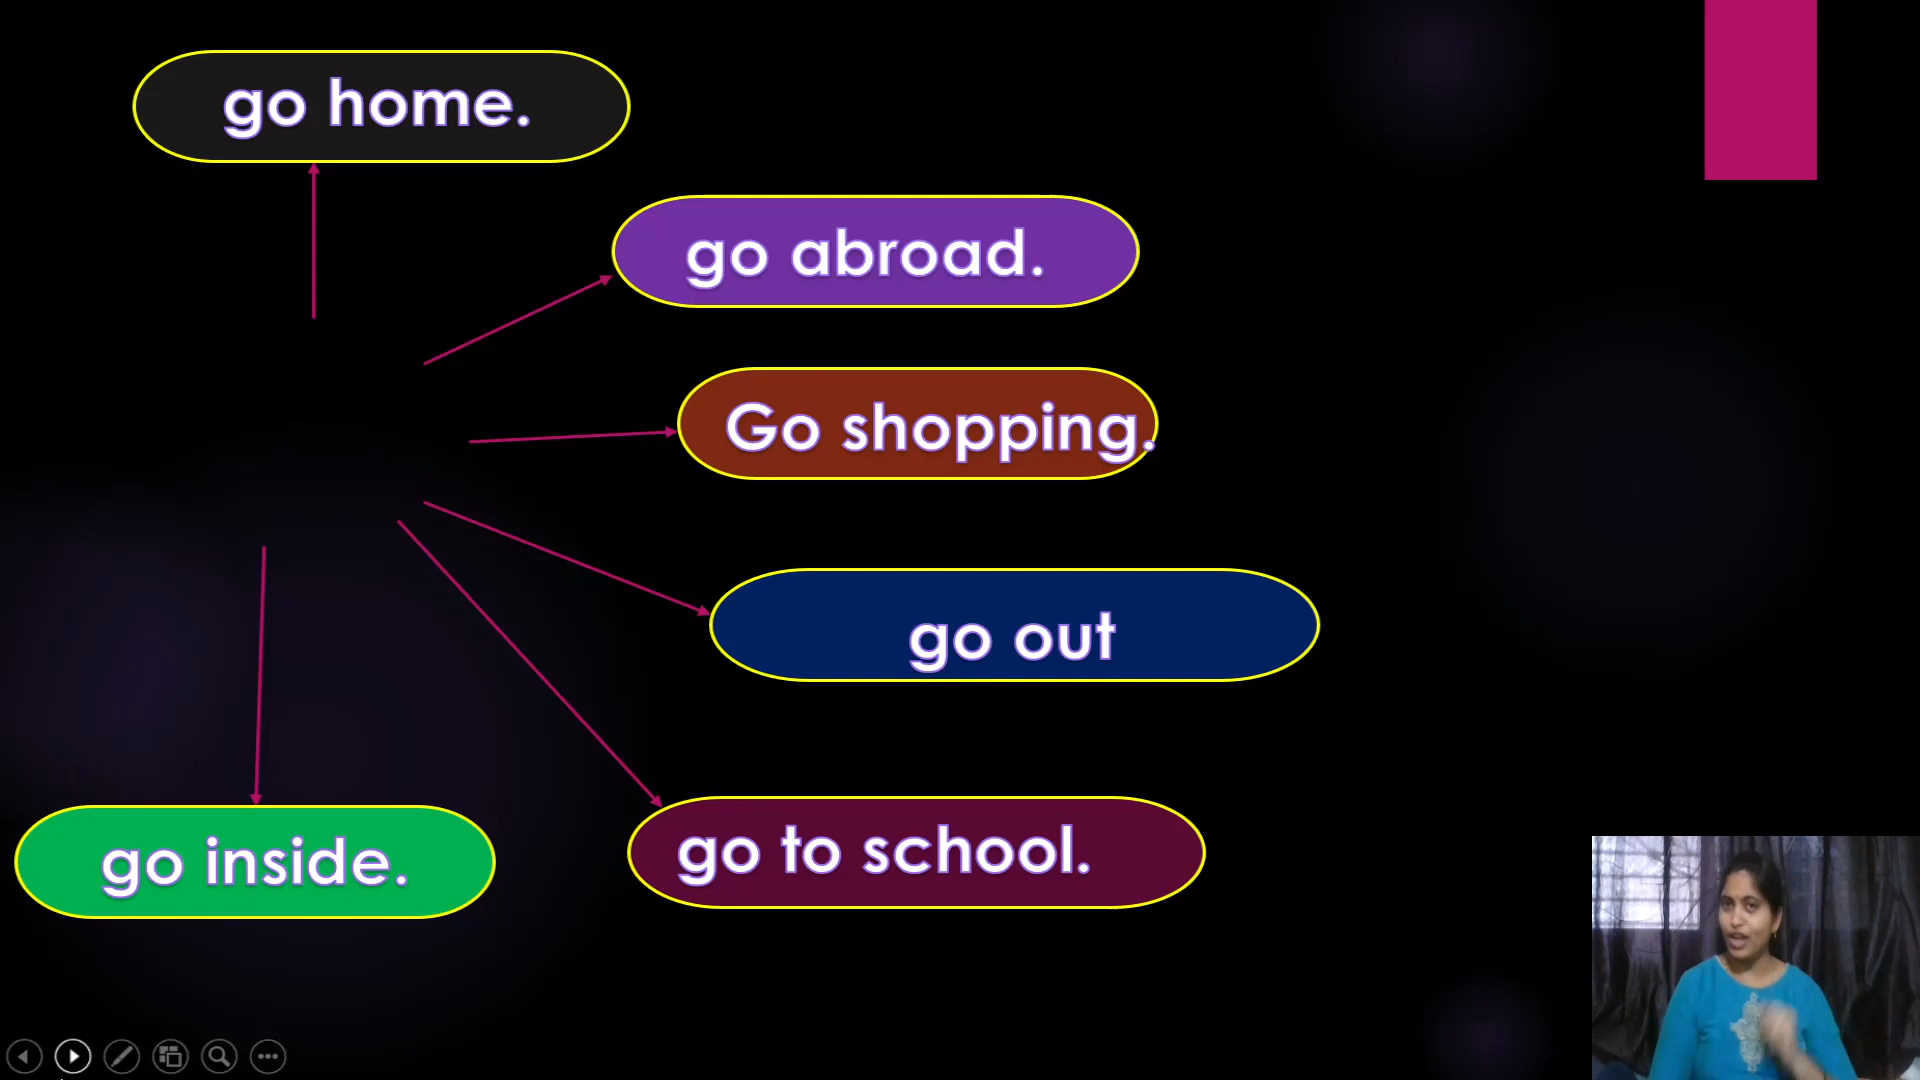 go home.
go abroad.
Go shopping.
go out
go to school.
go inside.